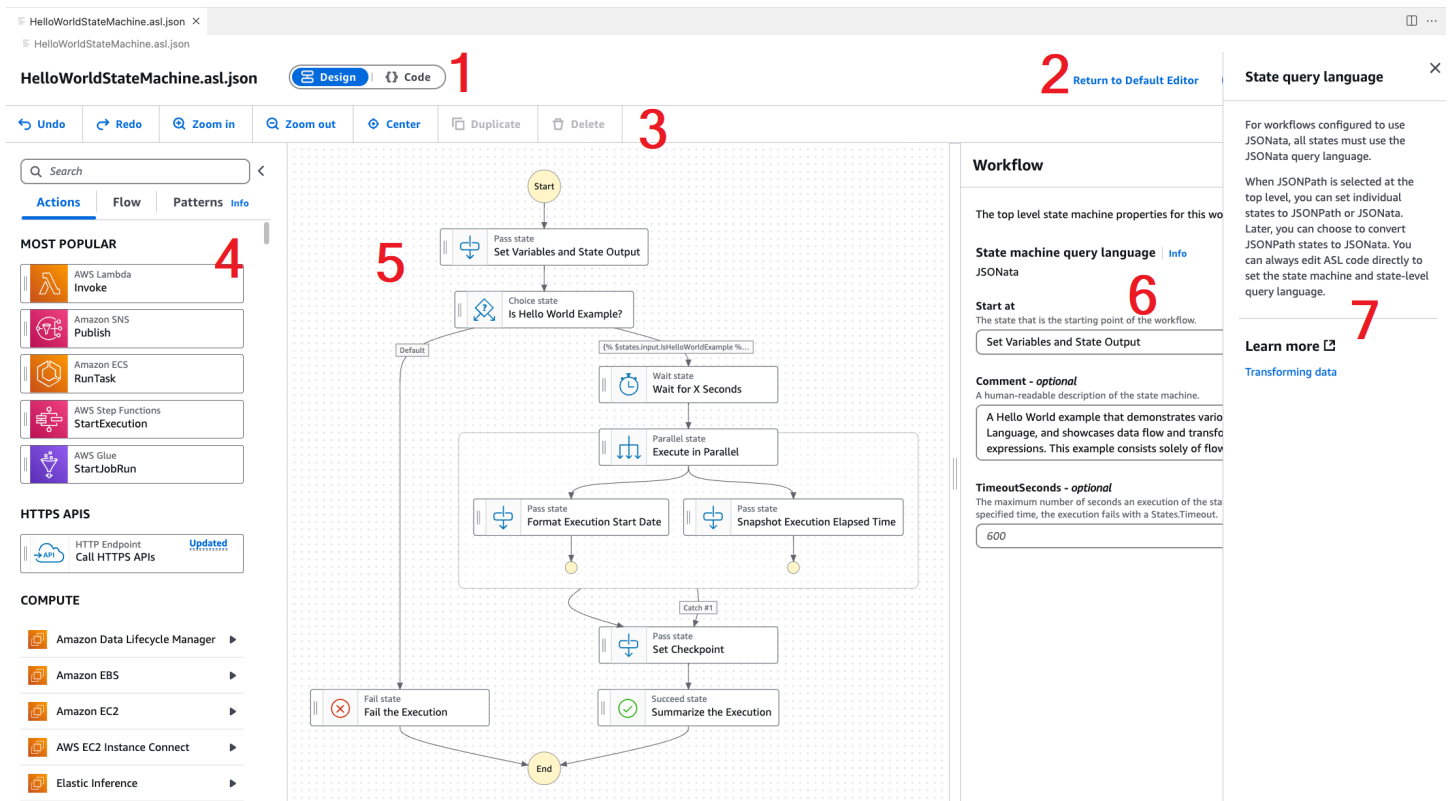 HelloWorldStateMachine.asl.json
HelloWorldStateMachine.asl.json
HelloWorldStateMachine.asl.json
Design
{} Code
1
2
Return to Default Editor
Undo
Redo
Zoom in
Zoom out
Center
Duplicate
Delete
3
Search
Actions
Flow
Patterns Info
MOST POPULAR
4
AWS Lambda
Invoke
Amazon SNS
Publish
Amazon ECS
RunTask
AWS Step Functions
StartExecution
AWS Glue
StartJobRun
HTTPS APIS
API
HTTP Endpoint
Call HTTPS APIs
Updated
COMPUTE
Amazon Data Lifecycle Manager
Amazon EBS
Amazon EC2
AWS EC2 Instance Connect
Elastic Inference
5
Start
Pass state
Set Variables and State Output
Choice state
Is Hello World Example?
Default
{% $states.input.IsHelloWorldExample %...
Wait state
Wait for X Seconds
Parallel state
Execute in Parallel
Pass state
Format Execution Start Date
Pass state
Snapshot Execution Elapsed Time
Catch #1
Pass state
Set Checkpoint
Fail state
Fail the Execution
Succeed state
Summarize the Execution
End
Workflow
The top level state machine properties for this wo
State machine query language Info
JSONata
6
Start at
The state that is the starting point of the workflow.
Set Variables and State Output
Comment - optional
A human-readable description of the state machine.
A Hello World example that demonstrates vario
Language, and showcases data flow and transfo
expressions. This example consists solely of flow
TimeoutSeconds - optional
The maximum number of seconds an execution of the sta
specified time, the execution fails with a States.Timeout.
600
State query language
For workflows configured to use
JSONata, all states must use the
JSONata query language.
When JSONPath is selected at the
top level, you can set individual
states to JSONPath or JSONata.
Later, you can choose to convert
JSONPath states to JSONata. You
can always edit ASL code directly to
set the state machine and state-level
query language.
7
Learn more
Transforming data